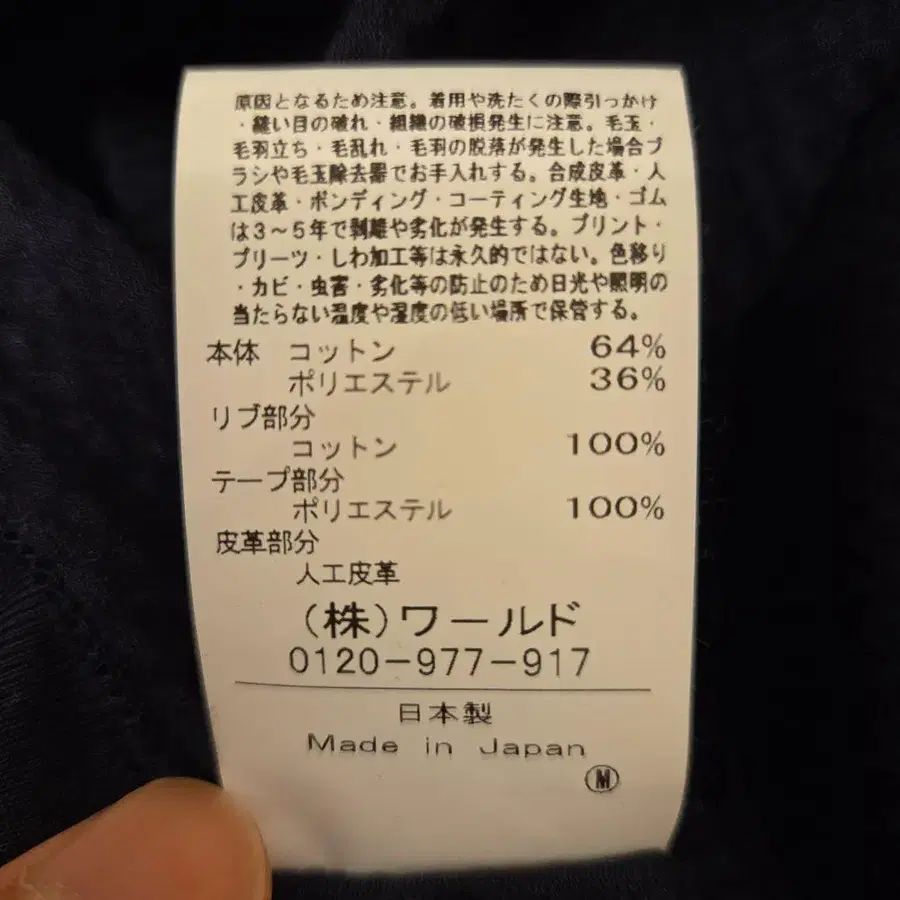 原因となるため注意。着用や洗たくの際引っかけ
・縫い目の破れ・組織の破損発生に注意。毛玉・
毛羽立ち・毛乱れ・毛羽の脱落が発生した場合ブ
ラシや毛玉除去器でお手入れする。合成皮革・人
工皮革・ボンディング・コーティング生地・ゴム
は3～5年で剥離や劣化が発生する。プリント・
プリーツ・しわ加工等は永久的ではない。色移り
・カビ・虫害・劣化等の防止のため日光や照明の
当たらない温度や湿度の低い場所で保管する。
本体 コットン 64%
ポリエステル 36%
リブ部分
コットン 100%
テープ部分
ポリエステル 100%
皮革部分
人工皮革
(株)ワールド
0120-977-917
日本製
Made in Japan
Ⓜ